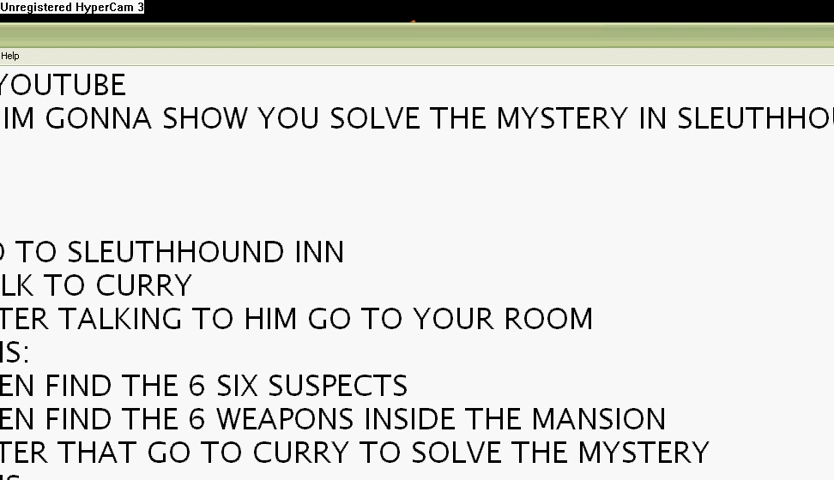 Unregistered HyperCam 3
Help
YOUTUBE
IM GONNA SHOW YOU SOLVE THE MYSTERY IN SLEUTHHOU
O TO SLEUTHHOUND INN
LK TO CURRY
TER TALKING TO HIM GO TO YOUR ROOM
IS:
EN FIND THE 6 SIX SUSPECTS
EN FIND THE 6 WEAPONS INSIDE THE MANSION
TER THAT GO TO CURRY TO SOLVE THE MYSTERY